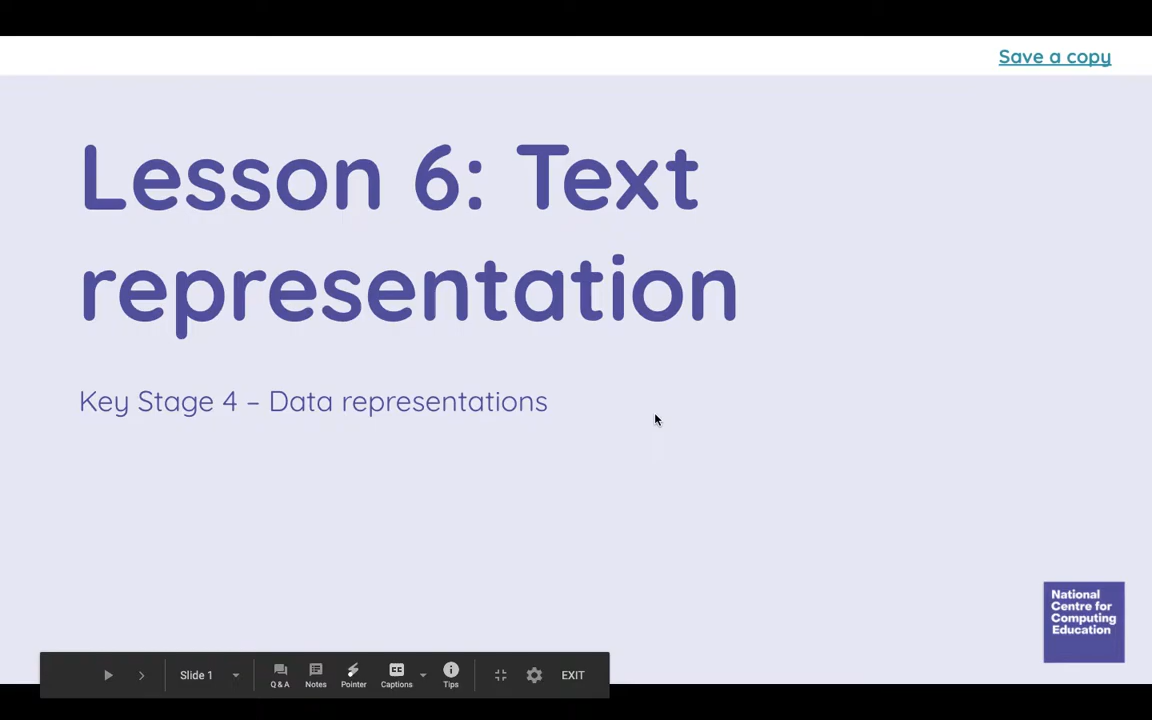 Save a copy
Lesson 6: Text
representation
Key Stage 4 – Data representations
National
Centre for
Computing
Education
Slide 1
Q & A
Notes
Pointer
CC
Captions
Tips
EXIT